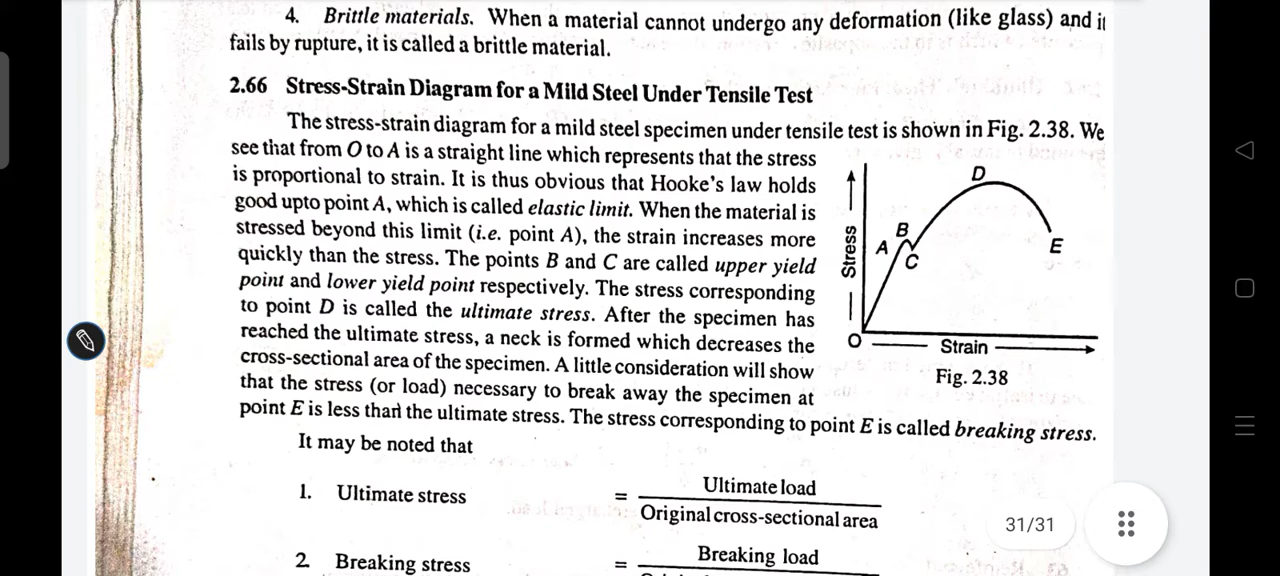 4. Brittle materials. When a material cannot undergo any deformation (like glass) and it
fails by rupture, it is called a brittle material.
2.66 Stress-Strain Diagram for a Mild Steel Under Tensile Test
The stress-strain diagram for a mild steel specimen under tensile test is shown in Fig. 2.38. We
see that from O to A is a straight line which represents that the stress
is proportional to strain. It is thus obvious that Hooke's law holds
good upto point A, which is called elastic limit. When the material is
stressed beyond this limit (i.e. point A), the strain increases more
quickly than the stress. The points B and C are called upper yield
point and lower yield point respectively. The stress corresponding
to point D is called the ultimate stress. After the specimen has
reached the ultimate stress, a neck is formed which decreases the
cross-sectional area of the specimen. A little consideration will show
that the stress (or load) necessary to break away the specimen at
point E is less than the ultimate stress. The stress corresponding to point E is called breaking stress.
D
B
A
C
E
Stress
O
Strain
Fig. 2.38
It may be noted that
1. Ultimate stress = Ultimate load
Original cross-sectional area
2. Breaking stress = Breaking load
31/31